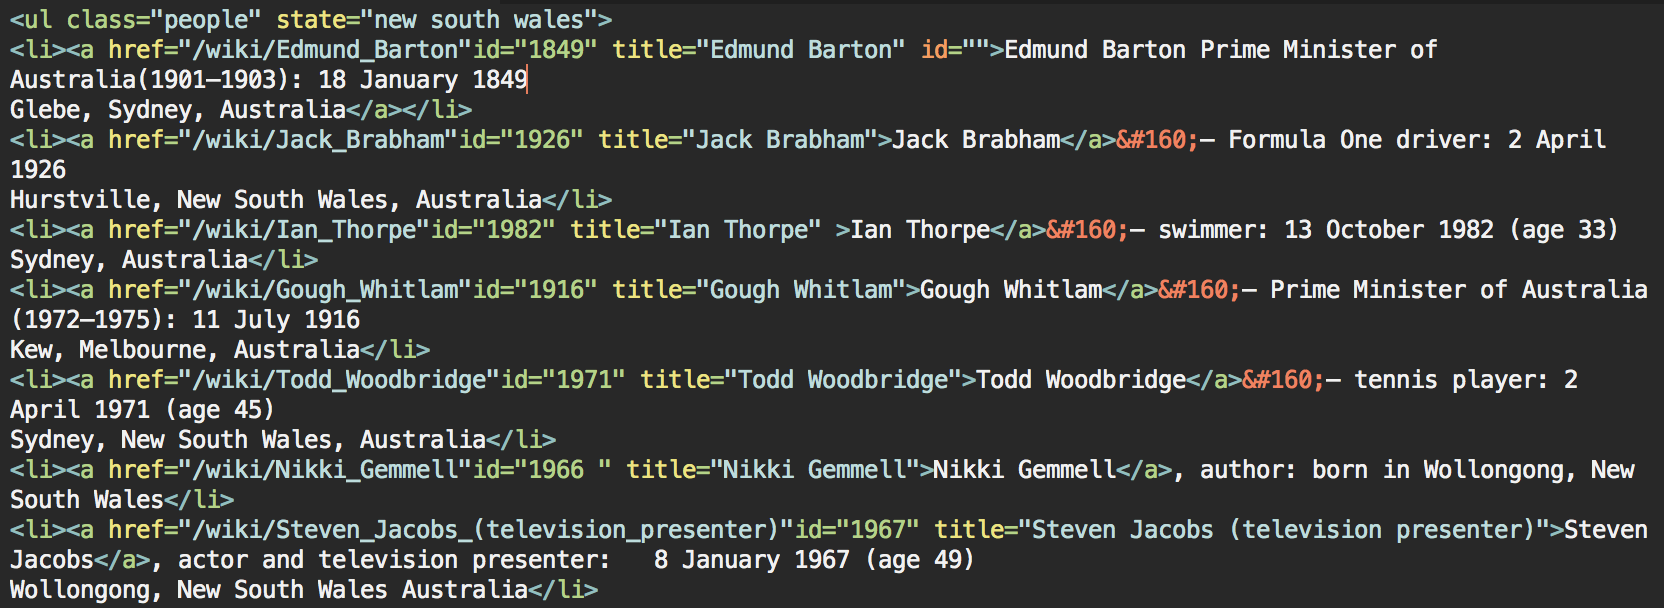 <ul class="people" state="new south wales">
<li><a href="/wiki/Edmund_Barton"id="1849" title="Edmund Barton" id="">Edmund Barton Prime Minister of
Australia(1901–1903): 18 January 1849
Glebe, Sydney, Australia</a></li>
<li><a href="/wiki/Jack_Brabham"id="1926" title="Jack Brabham">Jack Brabham</a>&#160;– Formula One driver: 2 April
1926
Hurstville, New South Wales, Australia</li>
<li><a href="/wiki/Ian_Thorpe"id="1982" title="Ian Thorpe" >Ian Thorpe</a>&#160;– swimmer: 13 October 1982 (age 33)
Sydney, Australia</li>
<li><a href="/wiki/Gough_Whitlam"id="1916" title="Gough Whitlam">Gough Whitlam</a>&#160;– Prime Minister of Australia
(1972–1975): 11 July 1916
Kew, Melbourne, Australia</li>
<li><a href="/wiki/Todd_Woodbridge"id="1971" title="Todd Woodbridge">Todd Woodbridge</a>&#160;– tennis player: 2
April 1971 (age 45)
Sydney, New South Wales, Australia</li>
<li><a href="/wiki/Nikki_Gemmell"id="1966 " title="Nikki Gemmell">Nikki Gemmell</a>, author: born in Wollongong, New
South Wales</li>
<li><a href="/wiki/Steven_Jacobs_(television_presenter)"id="1967" title="Steven Jacobs (television presenter)">Steven
Jacobs</a>, actor and television presenter:   8 January 1967 (age 49)
Wollongong, New South Wales Australia</li>